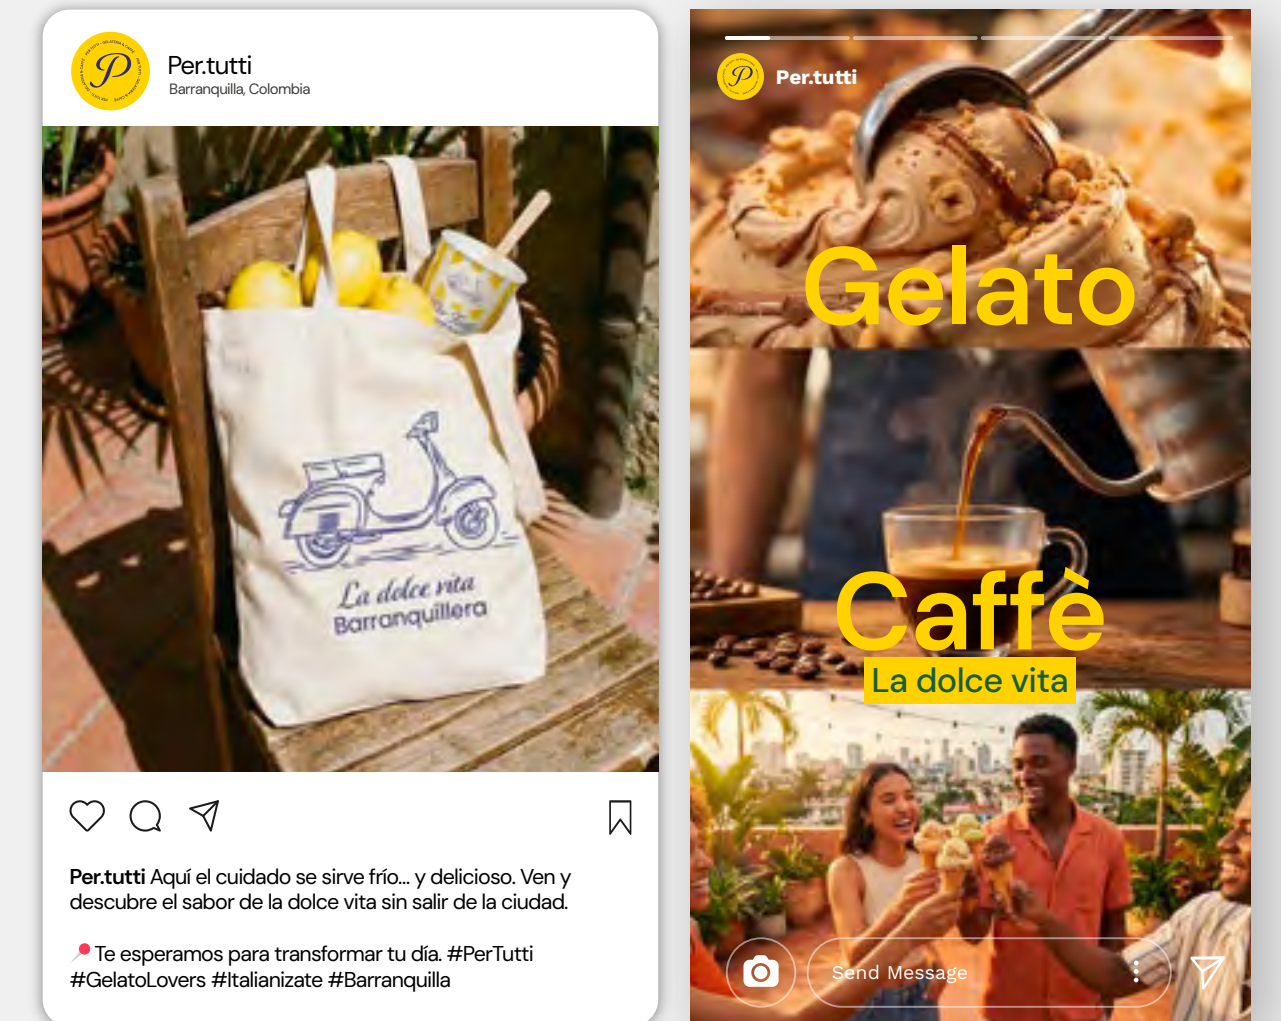 Per.tutti
Barranquilla, Colombia
La dolce vita
Barranquillera
Per.tutti Aquí el cuidado se sirve frío... y delicioso. Ven y
descubre el sabor de la dolce vita sin salir de la ciudad.
Te esperamos para transformar tu día. #PerTutti
#GelatoLovers #Italianizate #Barranquilla
Per.tutti
Gelato
Caffè
La dolce vita
Send Message